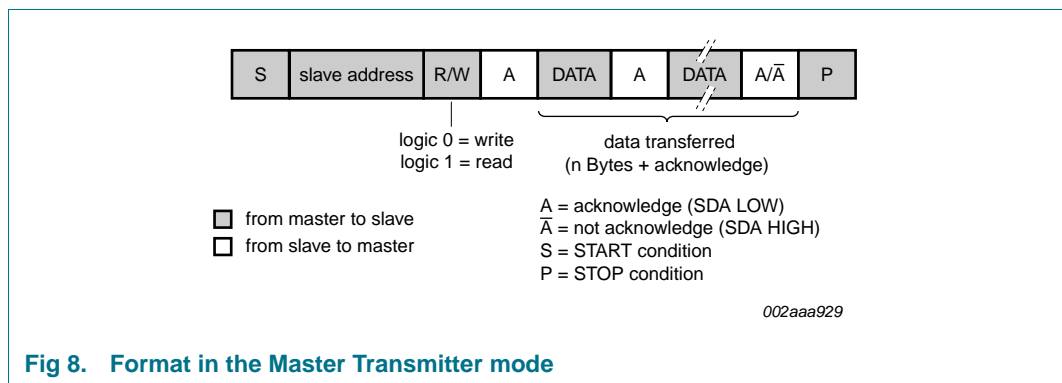 S slave address R/W A DATA A DATA A/A̅ P
logic 0 = write
logic 1 = read
data transferred
(n Bytes + acknowledge)
from master to slave
from slave to master
A = acknowledge (SDA LOW)
A̅ = not acknowledge (SDA HIGH)
S = START condition
P = STOP condition
002aaa929
Fig 8. Format in the Master Transmitter mode